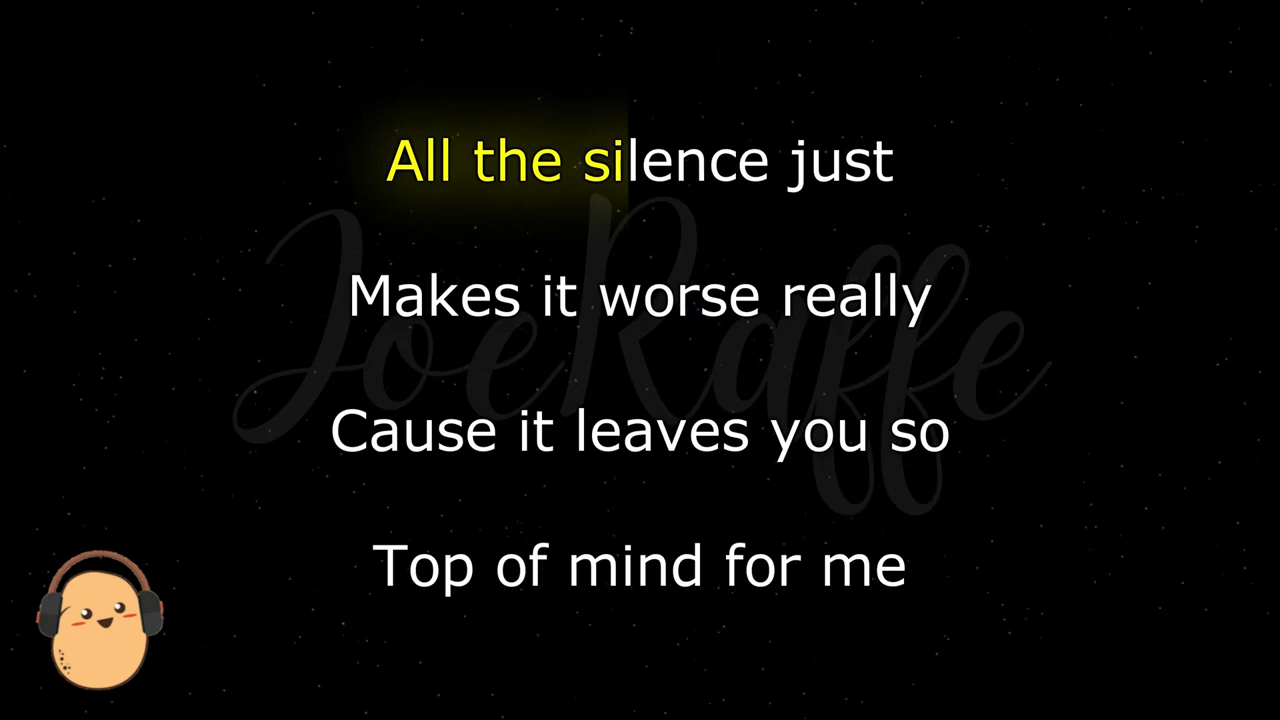 All the silence just
Makes it worse really
Cause it leaves you so
Top of mind for me
JoeRaffe